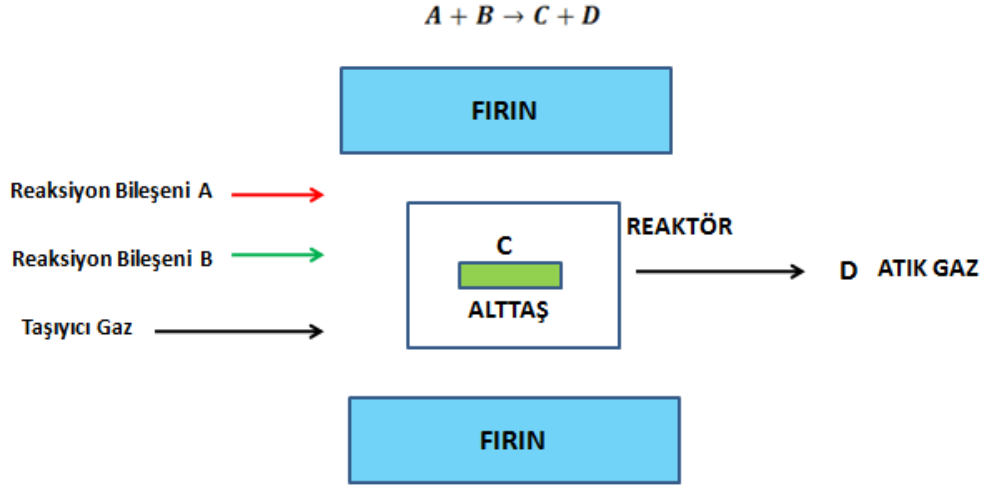 A + B → C + D
FIRIN
Reaksiyon Bileşeni A
REAKTÖR
Reaksiyon Bileşeni B
C
D ATIK GAZ
ALTTAŞ
Taşıyıcı Gaz
FIRIN